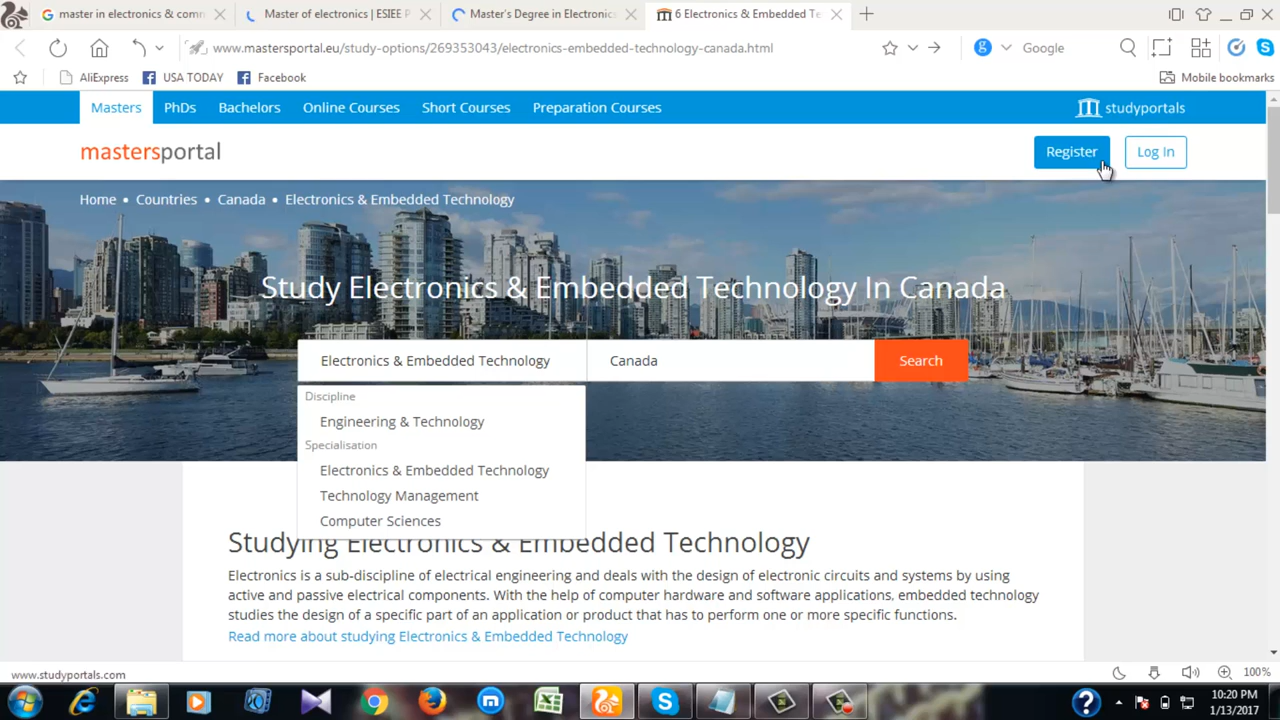 master in electronics & comm
Master of electronics | ESIEE P
Master's Degree in Electronics
6 Electronics & Embedded Te
www.mastersportal.eu/study-options/269353043/electronics-embedded-technology-canada.html
Google
AliExpress
USA TODAY
Facebook
Mobile bookmarks
Masters PhDs Bachelors Online Courses Short Courses Preparation Courses
studyportals
mastersportal
Register
Log In
Home • Countries • Canada • Electronics & Embedded Technology
Study Electronics & Embedded Technology In Canada
Electronics & Embedded Technology
Canada
Search
Discipline
Engineering & Technology
Specialisation
Electronics & Embedded Technology
Technology Management
Computer Sciences
Studying Electronics & Embedded Technology
Electronics is a sub-discipline of electrical engineering and deals with the design of electronic circuits and systems by using
active and passive electrical components. With the help of computer hardware and software applications, embedded technology
studies the design of a specific part of an application or product that has to perform one or more specific functions.
Read more about studying Electronics & Embedded Technology
www.studyportals.com
100%
10:20 PM
1/13/2017